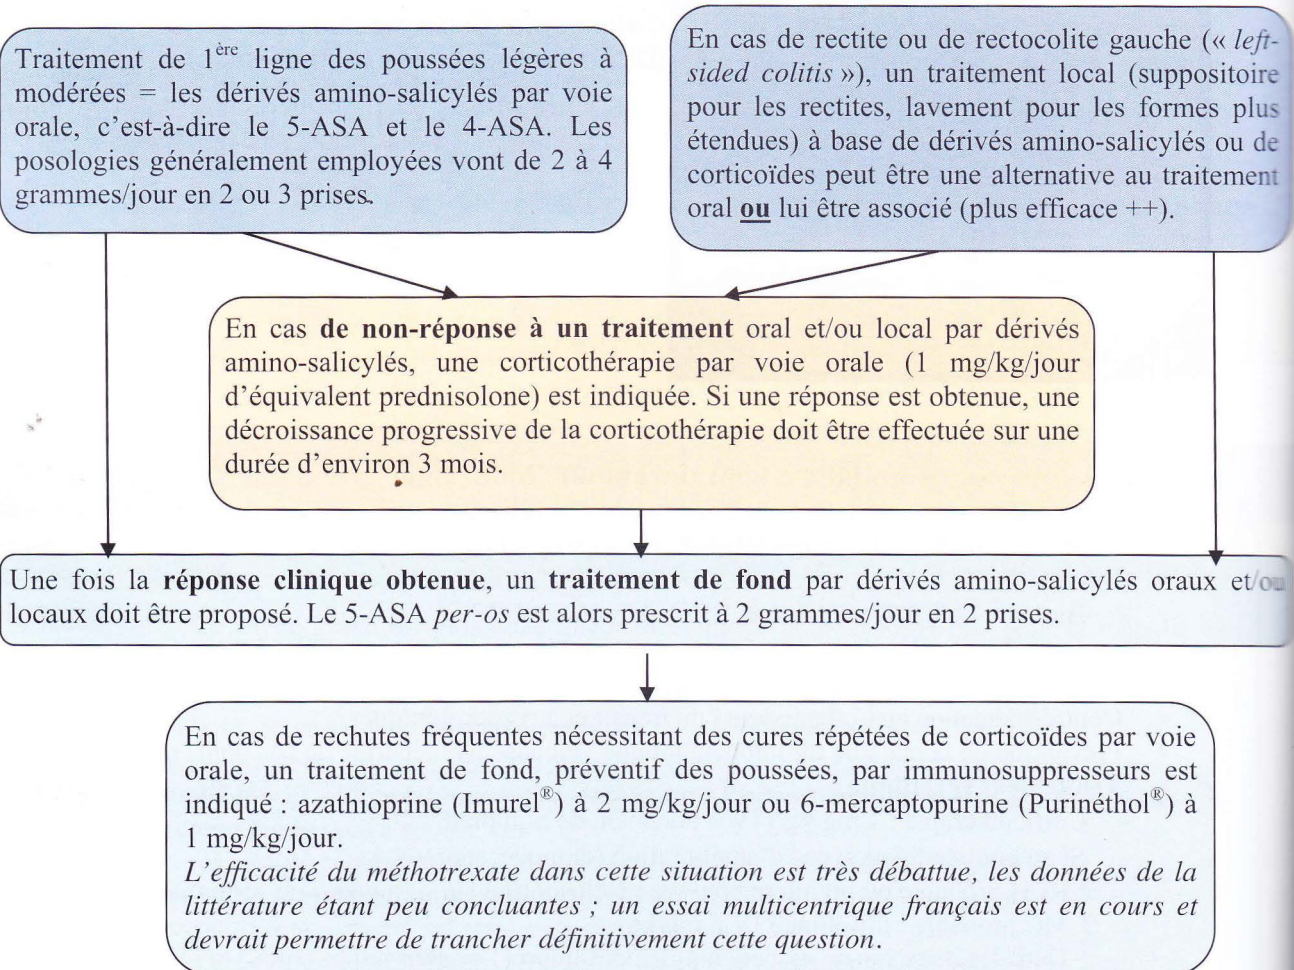 Traitement de 1ère ligne des poussées légères à
modérées = les dérivés amino-salicylés par voie
orale, c'est-à-dire le 5-ASA et le 4-ASA. Les
posologies généralement employées vont de 2 à 4
grammes/jour en 2 ou 3 prises.
En cas de rectite ou de rectocolite gauche (« left-
sided colitis »), un traitement local (suppositoire
pour les rectites, lavement pour les formes plus
étendues) à base de dérivés amino-salicylés ou de
corticoïdes peut être une alternative au traitement
oral ou lui être associé (plus efficace ++).
En cas de non-réponse à un traitement oral et/ou local par dérivés
amino-salicylés, une corticothérapie par voie orale (1 mg/kg/jour
d'équivalent prednisolone) est indiquée. Si une réponse est obtenue, une
décroissance progressive de la corticothérapie doit être effectuée sur une
durée d'environ 3 mois.
Une fois la réponse clinique obtenue, un traitement de fond par dérivés amino-salicylés oraux et/ou
locaux doit être proposé. Le 5-ASA per-os est alors prescrit à 2 grammes/jour en 2 prises.
En cas de rechutes fréquentes nécessitant des cures répétées de corticoïdes par voie
orale, un traitement de fond, préventif des poussées, par immunosuppresseurs est
indiqué : azathioprine (Imurel®) à 2 mg/kg/jour ou 6-mercaptopurine (Purinéthol®) à
1 mg/kg/jour.
L'efficacité du méthotrexate dans cette situation est très débattue, les données de la
littérature étant peu concluantes ; un essai multicentrique français est en cours et
devrait permettre de trancher définitivement cette question.